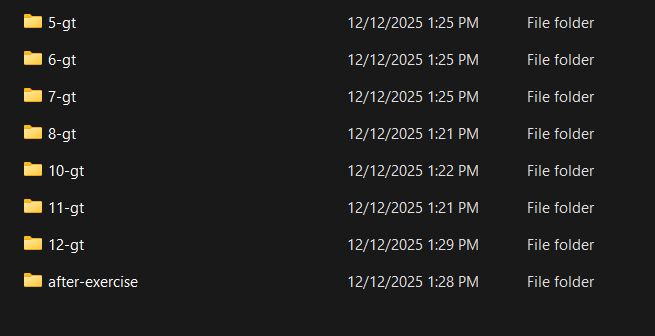 5-gt 12/12/2025 1:25 PM File folder
6-gt 12/12/2025 1:25 PM File folder
7-gt 12/12/2025 1:25 PM File folder
8-gt 12/12/2025 1:21 PM File folder
10-gt 12/12/2025 1:22 PM File folder
11-gt 12/12/2025 1:21 PM File folder
12-gt 12/12/2025 1:29 PM File folder
after-exercise 12/12/2025 1:28 PM File folder